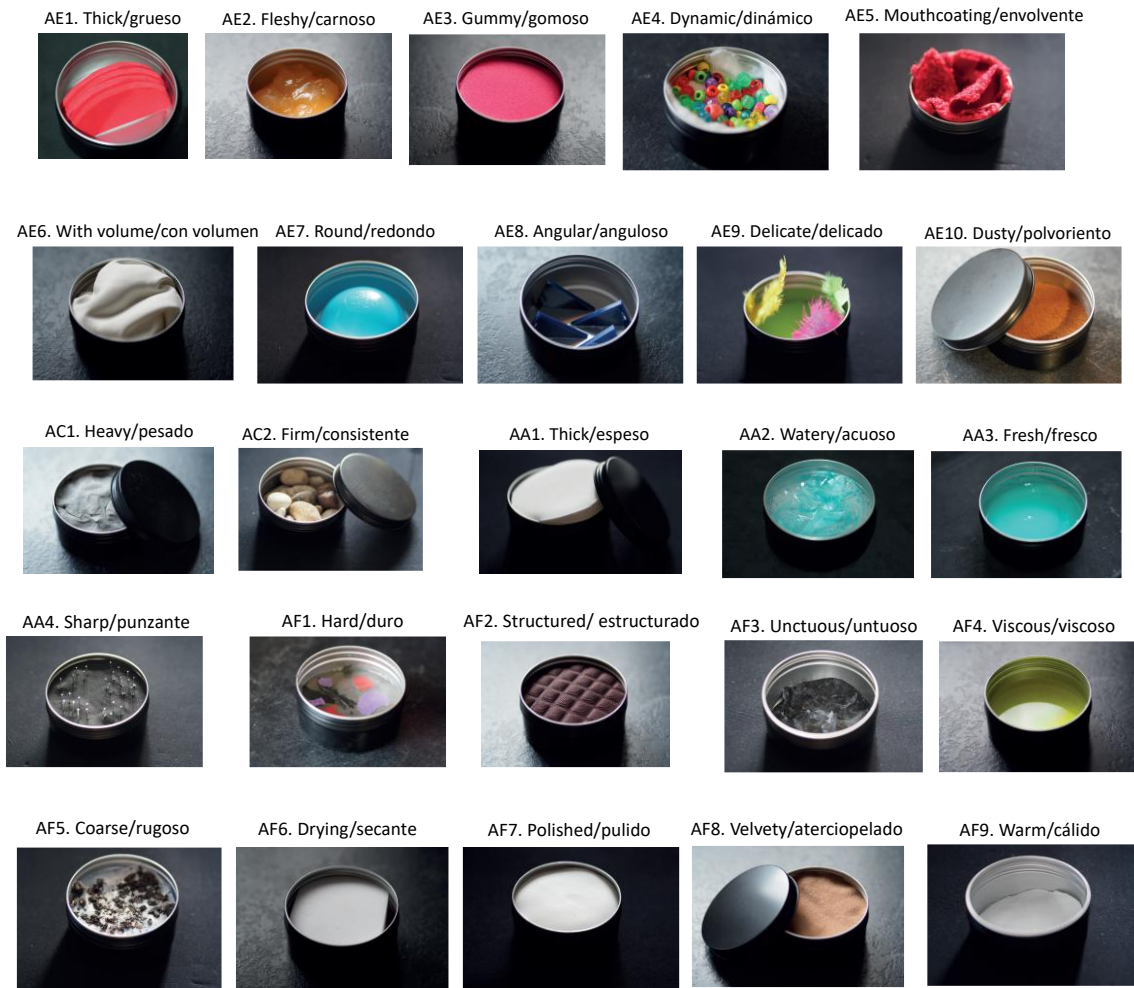 AE1. Thick/grueso
AE2. Fleshy/carnoso
AE3. Gummy/gomoso
AE4. Dynamic/dinámico
AE5. Mouthcoating/envolvente
AE6. With volume/con volumen
AE7. Round/redondo
AE8. Angular/anguloso
AE9. Delicate/delicado
AE10. Dusty/polvoriento
AC1. Heavy/pesado
AC2. Firm/consistente
AA1. Thick/espeso
AA2. Watery/acuoso
AA3. Fresh/fresco
AA4. Sharp/punzante
AF1. Hard/duro
AF2. Structured/ estructurado
AF3. Unctuous/untuoso
AF4. Viscous/viscoso
AF5. Coarse/rugoso
AF6. Drying/secante
AF7. Polished/pulido
AF8. Velvety/aterciopelado
AF9. Warm/cálido